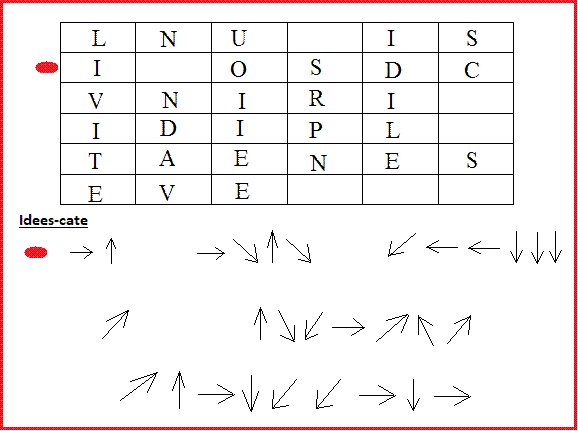 L N U I S
I O S D C
V N I R I
I D I P L
T A E N E S
E V E
Idees-cate